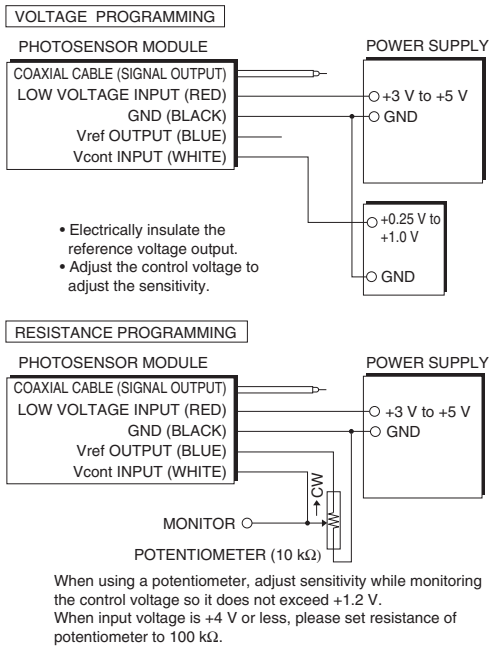 VOLTAGE PROGRAMMING
PHOTOSENSOR MODULE
POWER SUPPLY
COAXIAL CABLE (SIGNAL OUTPUT)
LOW VOLTAGE INPUT (RED)
+3 V to +5 V
GND (BLACK)
GND
Vref OUTPUT (BLUE)
Vcont INPUT (WHITE)
+0.25 V to
+1.0 V
GND
• Electrically insulate the
reference voltage output.
• Adjust the control voltage to
adjust the sensitivity.
RESISTANCE PROGRAMMING
PHOTOSENSOR MODULE
POWER SUPPLY
COAXIAL CABLE (SIGNAL OUTPUT)
LOW VOLTAGE INPUT (RED)
+3 V to +5 V
GND (BLACK)
GND
Vref OUTPUT (BLUE)
Vcont INPUT (WHITE)
CW
MONITOR
POTENTIOMETER (10 kΩ)
When using a potentiometer, adjust sensitivity while monitoring
the control voltage so it does not exceed +1.2 V.
When input voltage is +4 V or less, please set resistance of
potentiometer to 100 kΩ.